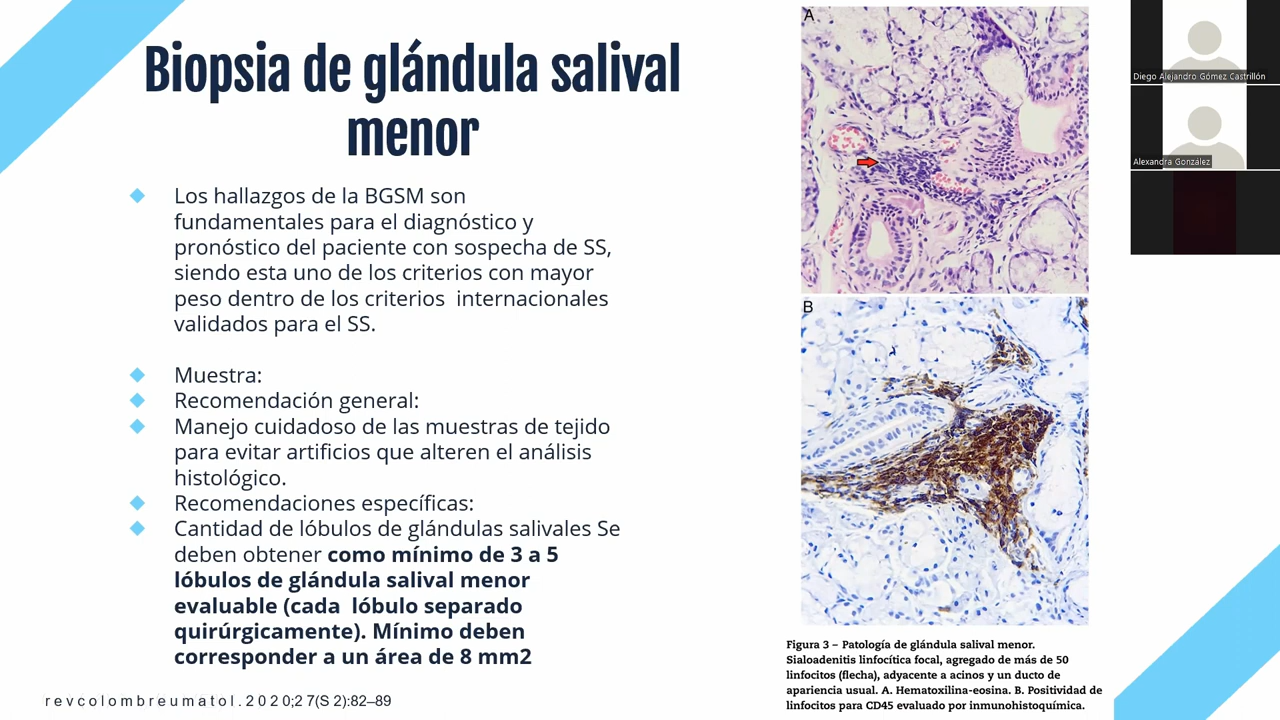 Biopsia de glándula salival
menor
Los hallazgos de la BGSM son
fundamentales para el diagnóstico y
pronóstico del paciente con sospecha de SS,
siendo esta uno de los criterios con mayor
peso dentro de los criterios internacionales
validados para el SS.
Muestra:
Recomendación general:
Manejo cuidadoso de las muestras de tejido
para evitar artificios que alteren el análisis
histológico.
Recomendaciones específicas:
Cantidad de lóbulos de glándulas salivales Se
deben obtener como mínimo de 3 a 5
lóbulos de glándula salival menor
evaluable (cada lóbulo separado
quirúrgicamente). Mínimo deben
corresponder a un área de 8 mm2
revcolombreumatol.2020;27(S2):82–89
A
B
Figura 3 – Patología de glándula salival menor.
Sialoadenitis linfocítica focal, agregado de más de 50
linfocitos (flecha), adyacente a acinos y un ducto de
apariencia usual. A. Hematoxilina-eosina. B. Positividad de
linfocitos para CD45 evaluado por inmunohistoquímica.
Diego Alejandro Gómez Castrillón
Alexandra González